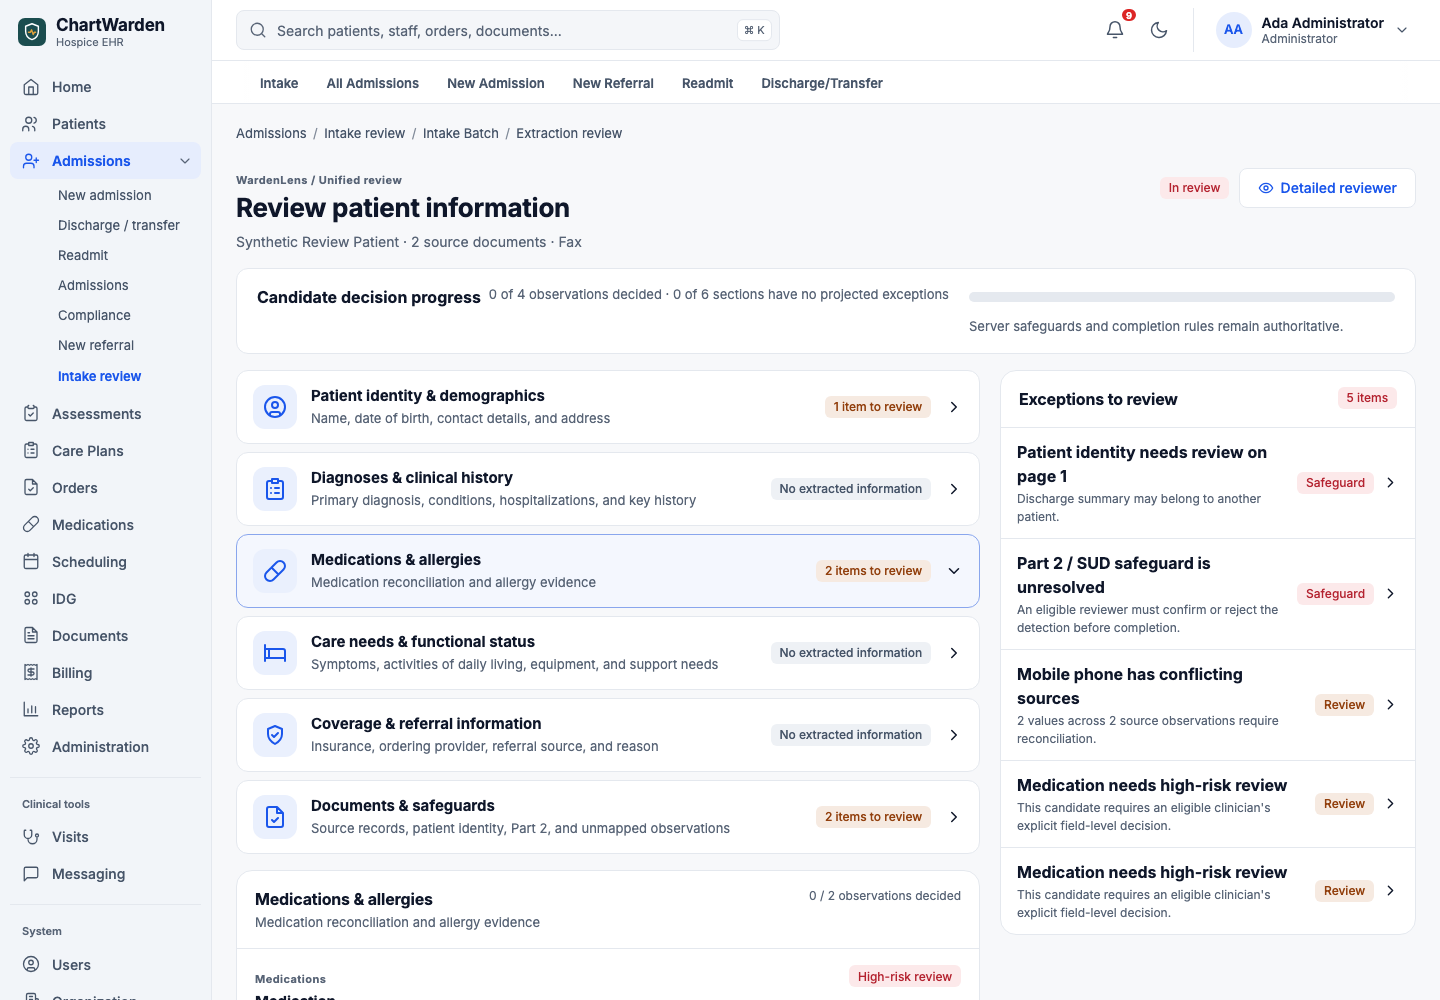 ChartWarden
Hospice EHR
Home
Patients
Admissions
New admission
Discharge / transfer
Readmit
Admissions
Compliance
New referral
Intake review
Assessments
Care Plans
Orders
Medications
Scheduling
IDG
Documents
Billing
Reports
Administration
Clinical tools
Visits
Messaging
System
Users
Organization
Search patients, staff, orders, documents...
⌘ K
9
AA
Ada Administrator
Administrator
Intake
All Admissions
New Admission
New Referral
Readmit
Discharge/Transfer
Admissions / Intake review / Intake Batch / Extraction review
WardenLens / Unified review
Review patient information
Synthetic Review Patient · 2 source documents · Fax
In review
Detailed reviewer
Candidate decision progress
0 of 4 observations decided · 0 of 6 sections have no projected exceptions
Server safeguards and completion rules remain authoritative.
Patient identity & demographics
Name, date of birth, contact details, and address
1 item to review
Diagnoses & clinical history
Primary diagnosis, conditions, hospitalizations, and key history
No extracted information
Medications & allergies
Medication reconciliation and allergy evidence
2 items to review
Care needs & functional status
Symptoms, activities of daily living, equipment, and support needs
No extracted information
Coverage & referral information
Insurance, ordering provider, referral source, and reason
No extracted information
Documents & safeguards
Source records, patient identity, Part 2, and unmapped observations
2 items to review
Medications & allergies
Medication reconciliation and allergy evidence
0 / 2 observations decided
Medications
High-risk review
Medication
Exceptions to review
5 items
Patient identity needs review on
page 1
Discharge summary may belong to another
patient.
Safeguard
Part 2 / SUD safeguard is
unresolved
An eligible reviewer must confirm or reject the
detection before completion.
Safeguard
Mobile phone has conflicting
sources
2 values across 2 source observations require
reconciliation.
Review
Medication needs high-risk review
This candidate requires an eligible clinician's
explicit field-level decision.
Review
Medication needs high-risk review
This candidate requires an eligible clinician's
explicit field-level decision.
Review